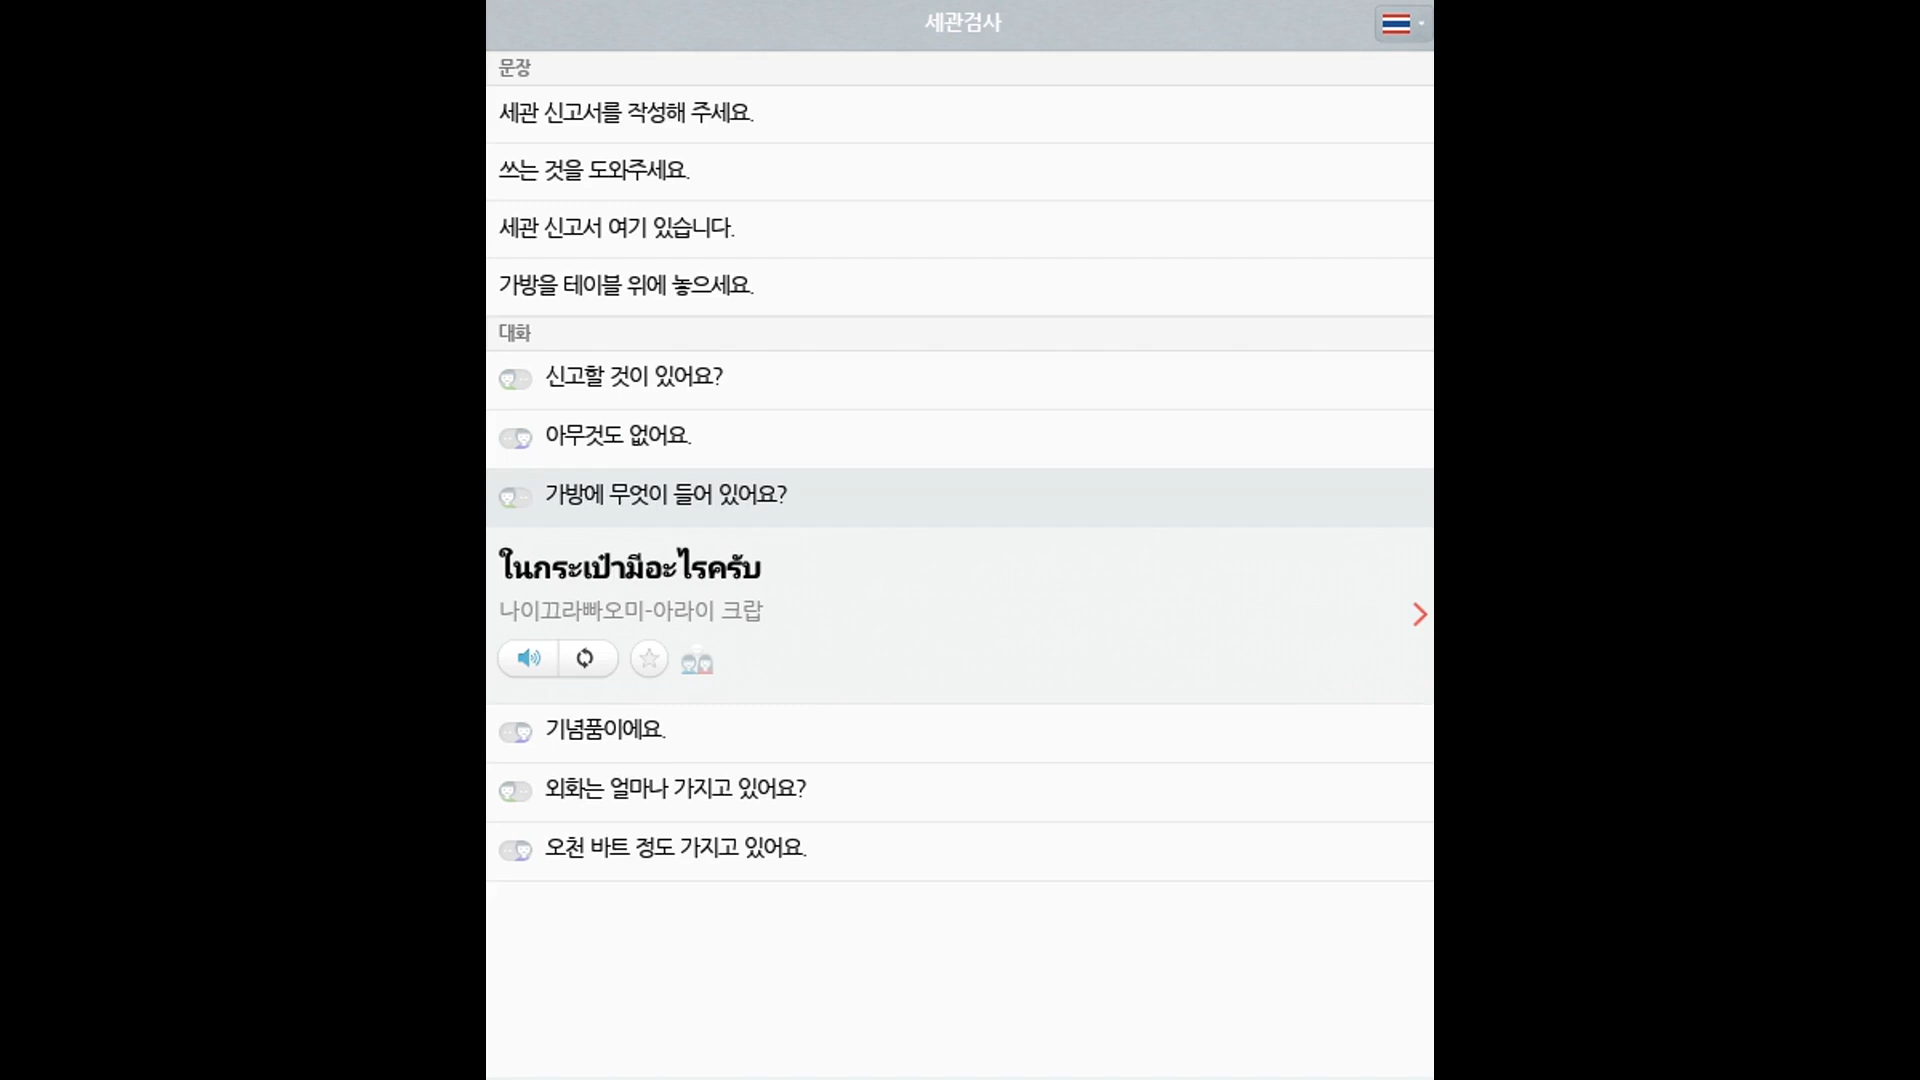 세관검사
문장
세관 신고서를 작성해 주세요.
쓰는 것을 도와주세요.
세관 신고서 여기 있습니다.
가방을 테이블 위에 놓으세요.
대화
신고할 것이 있어요?
아무것도 없어요.
가방에 무엇이 들어 있어요?
ในกระเป๋ามีอะไรครับ
나이끄라빠오미-아라이 크랍
기념품이에요.
외화는 얼마나 가지고 있어요?
오천 바트 정도 가지고 있어요.